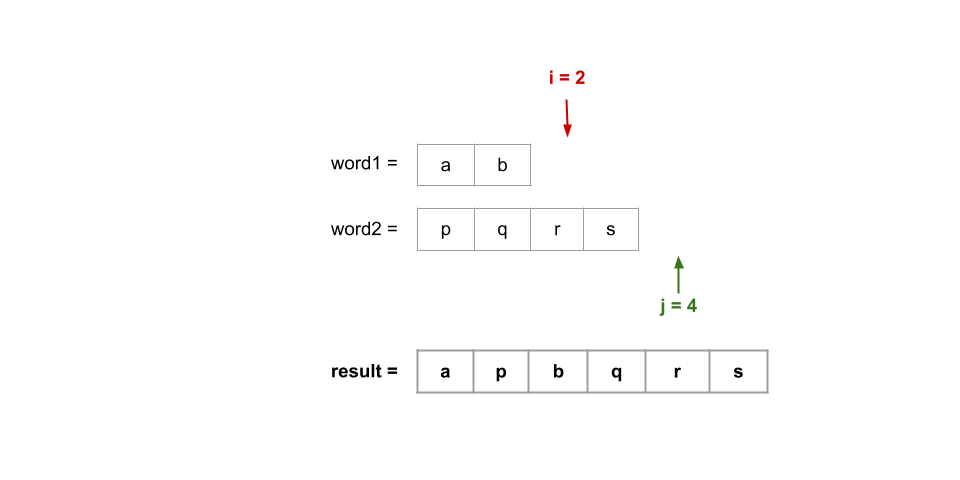 i = 2
word1 = a b
word2 = p q r s
j = 4
result = a p b q r s